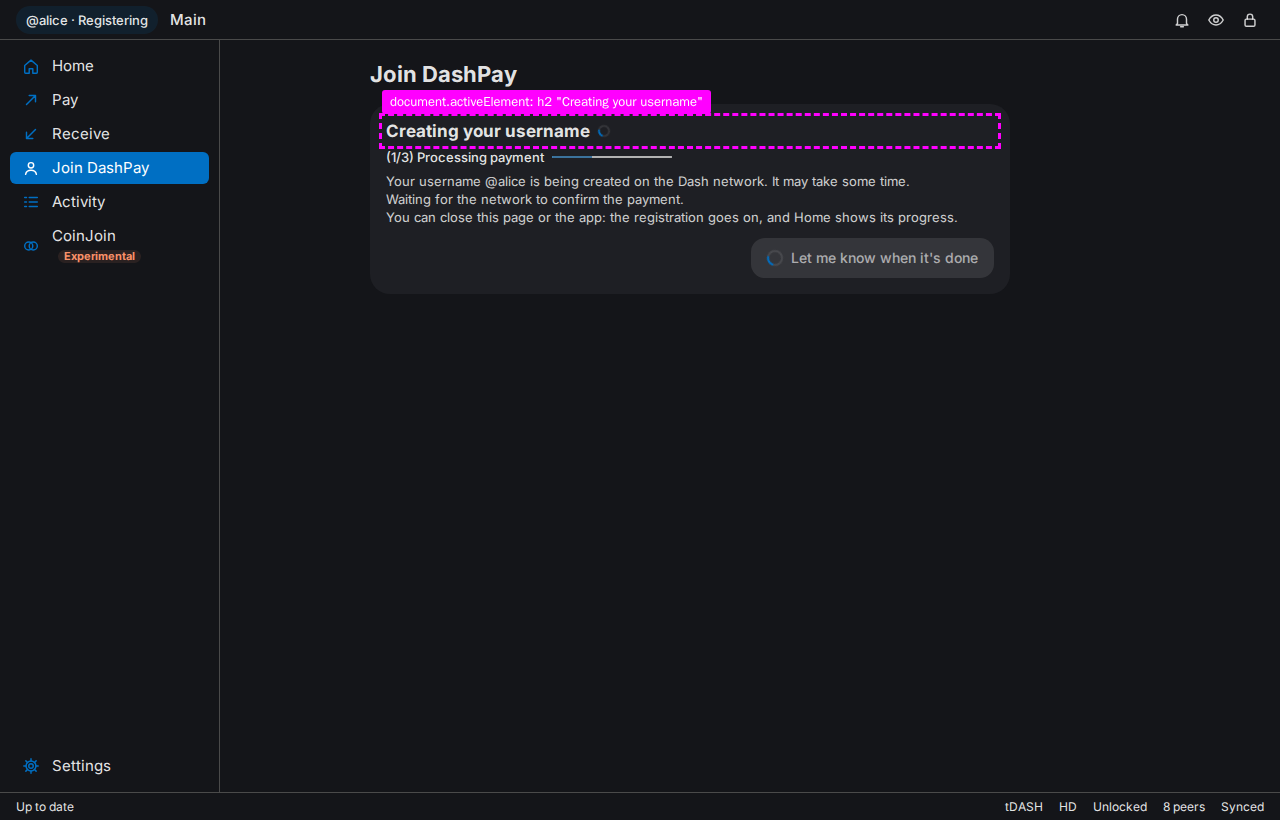 @alice · Registering
Main
Home
Pay
Receive
Join DashPay
Activity
CoinJoin
Experimental
Settings
Join DashPay
document.activeElement: h2 "Creating your username"
Creating your username
(1/3) Processing payment
Your username @alice is being created on the Dash network. It may take some time.
Waiting for the network to confirm the payment.
You can close this page or the app: the registration goes on, and Home shows its progress.
Let me know when it's done
Up to date
tDASH HD Unlocked 8 peers Synced